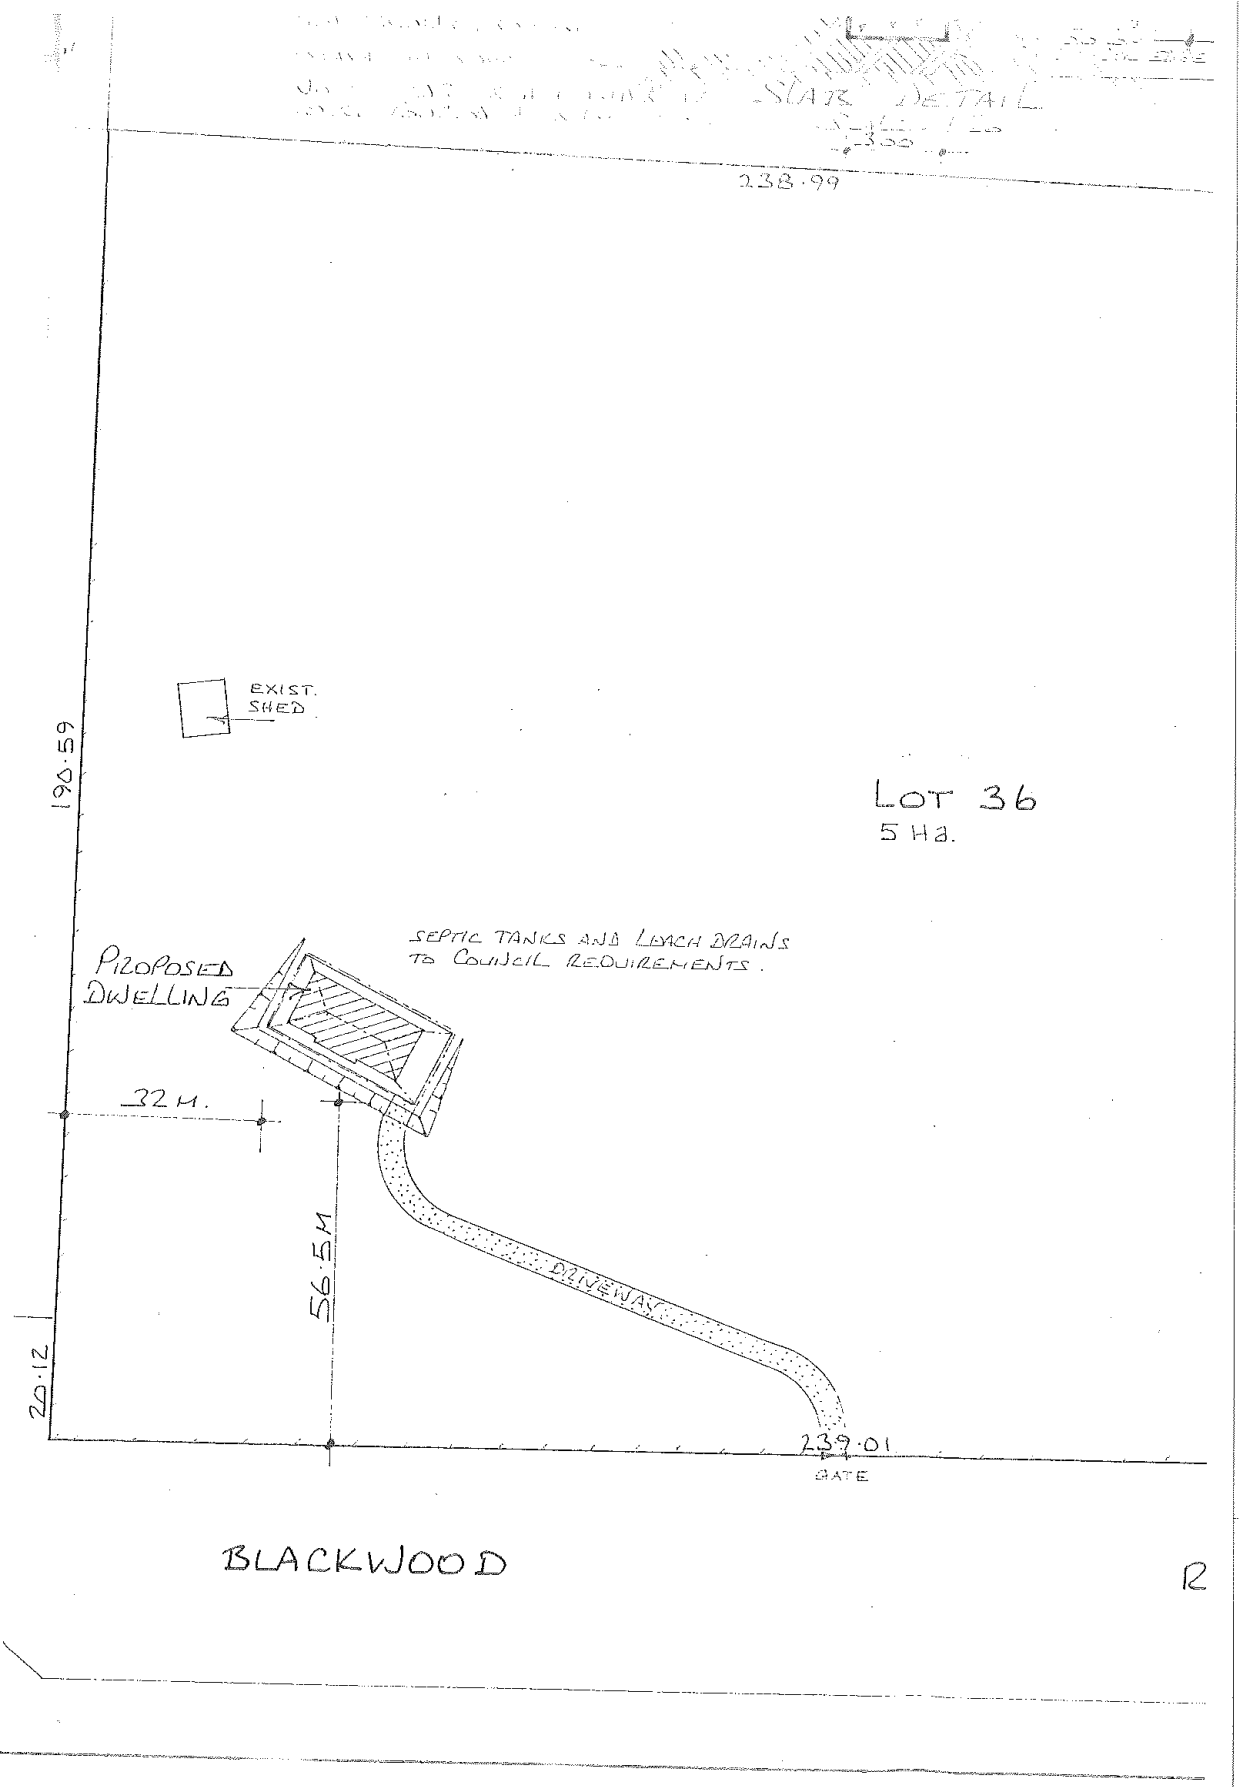 SLAB DETAIL
300
238.99
EXIST.
SHED
190.59
LOT 36
5 Ha.
SEPTIC TANKS AND LEACH DRAINS
TO COUNCIL REQUIREMENTS.
PROPOSED
DWELLING
32 M.
56.5M
DRIVEWAY
20.12
239.01
GATE
BLACKWOOD
R